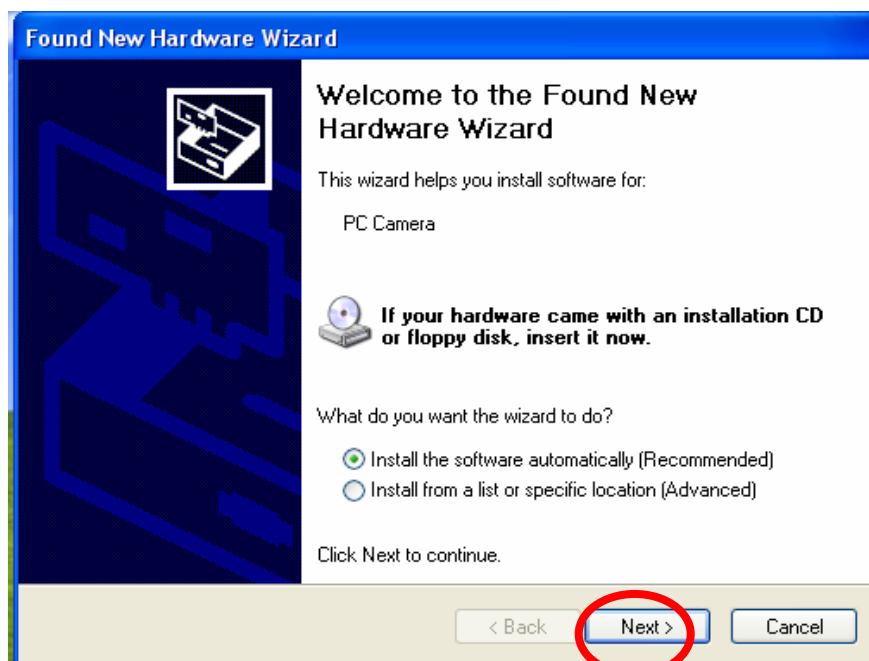 Found New Hardware Wizard
Welcome to the Found New
Hardware Wizard
This wizard helps you install software for:
PC Camera
If your hardware came with an installation CD
or floppy disk, insert it now.
What do you want the wizard to do?
Install the software automatically (Recommended)
Install from a list or specific location (Advanced)
Click Next to continue.
< Back Next > Cancel